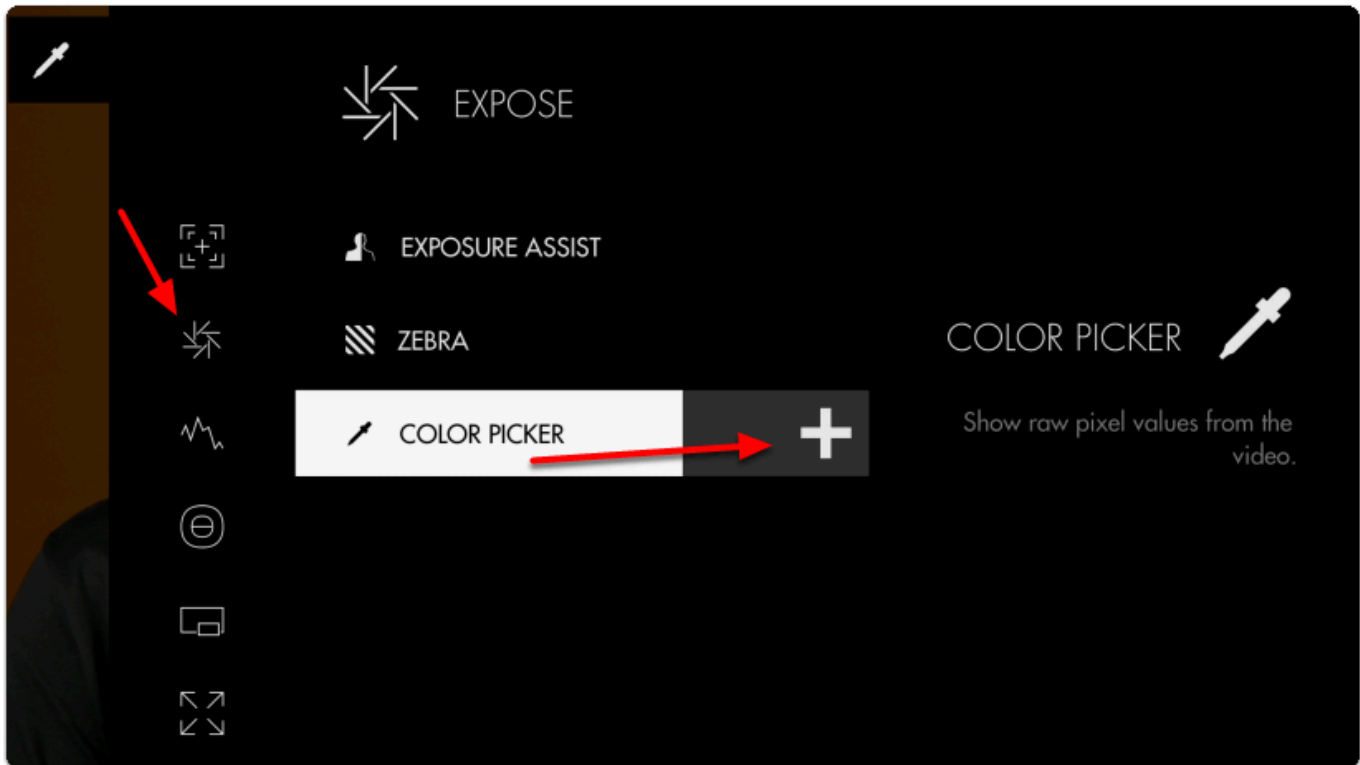 EXPOSE
EXPOSURE ASSIST
ZEBRA
COLOR PICKER
COLOR PICKER
Show raw pixel values from the
video.